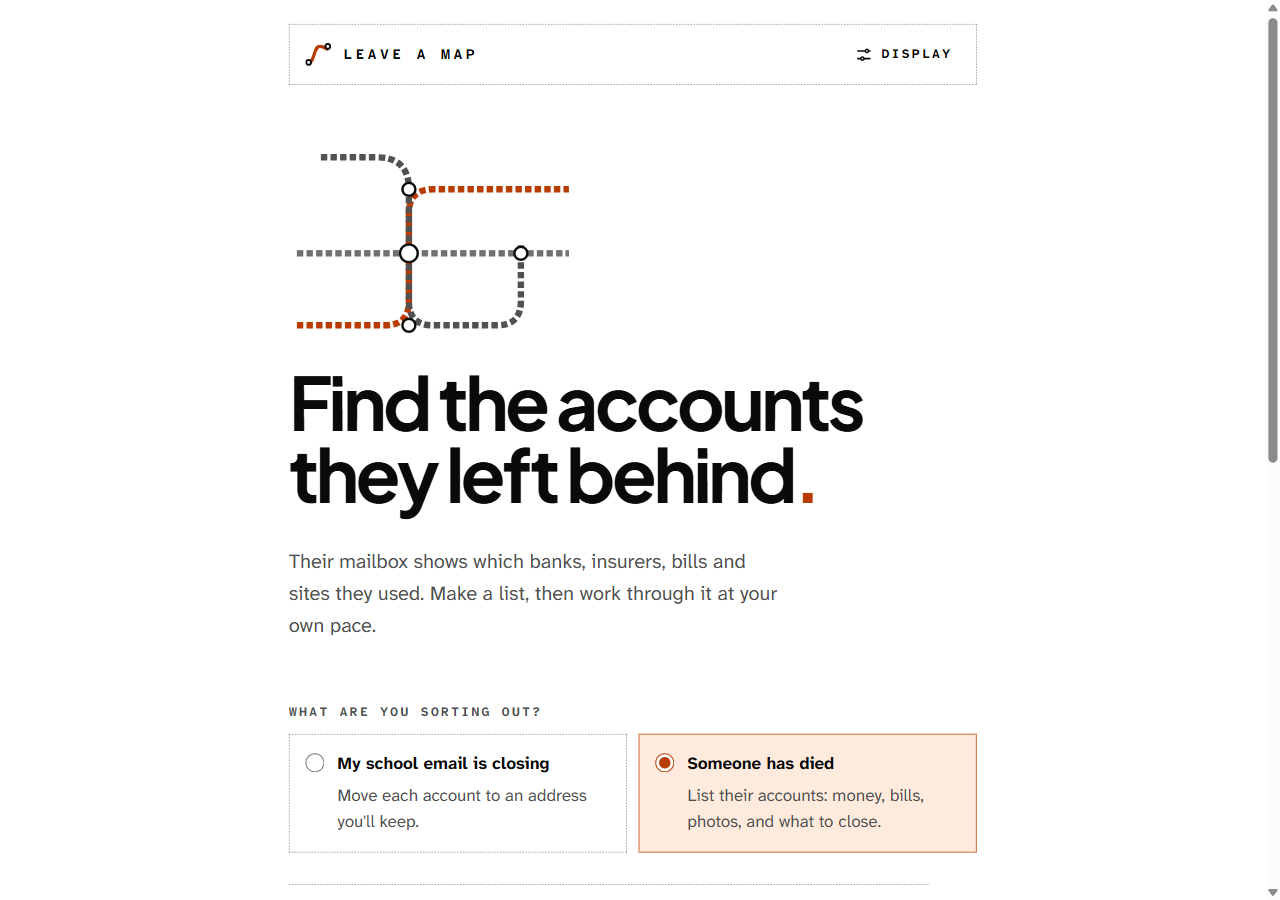 LEAVE A MAP
DISPLAY
Find the accounts
they left behind.
Their mailbox shows which banks, insurers, bills and
sites they used. Make a list, then work through it at your
own pace.
WHAT ARE YOU SORTING OUT?
My school email is closing
Move each account to an address
you'll keep.
Someone has died
List their accounts: money, bills,
photos, and what to close.